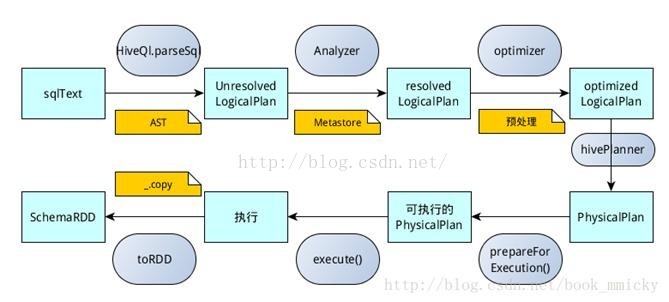 HiveQl.parseSql
Analyzer
optimizer
sqlText
Unresolved
LogicalPlan
resolved
LogicalPlan
optimized
LogicalPlan
AST
Metastore
预处理
hivePlanner
http://blog.csdn.net/
_.copy
SchemaRDD
执行
可执行的
PhysicalPlan
PhysicalPlan
toRDD
execute()
prepareFor
Execution()
http://blog.csdn.net/book_mmicky